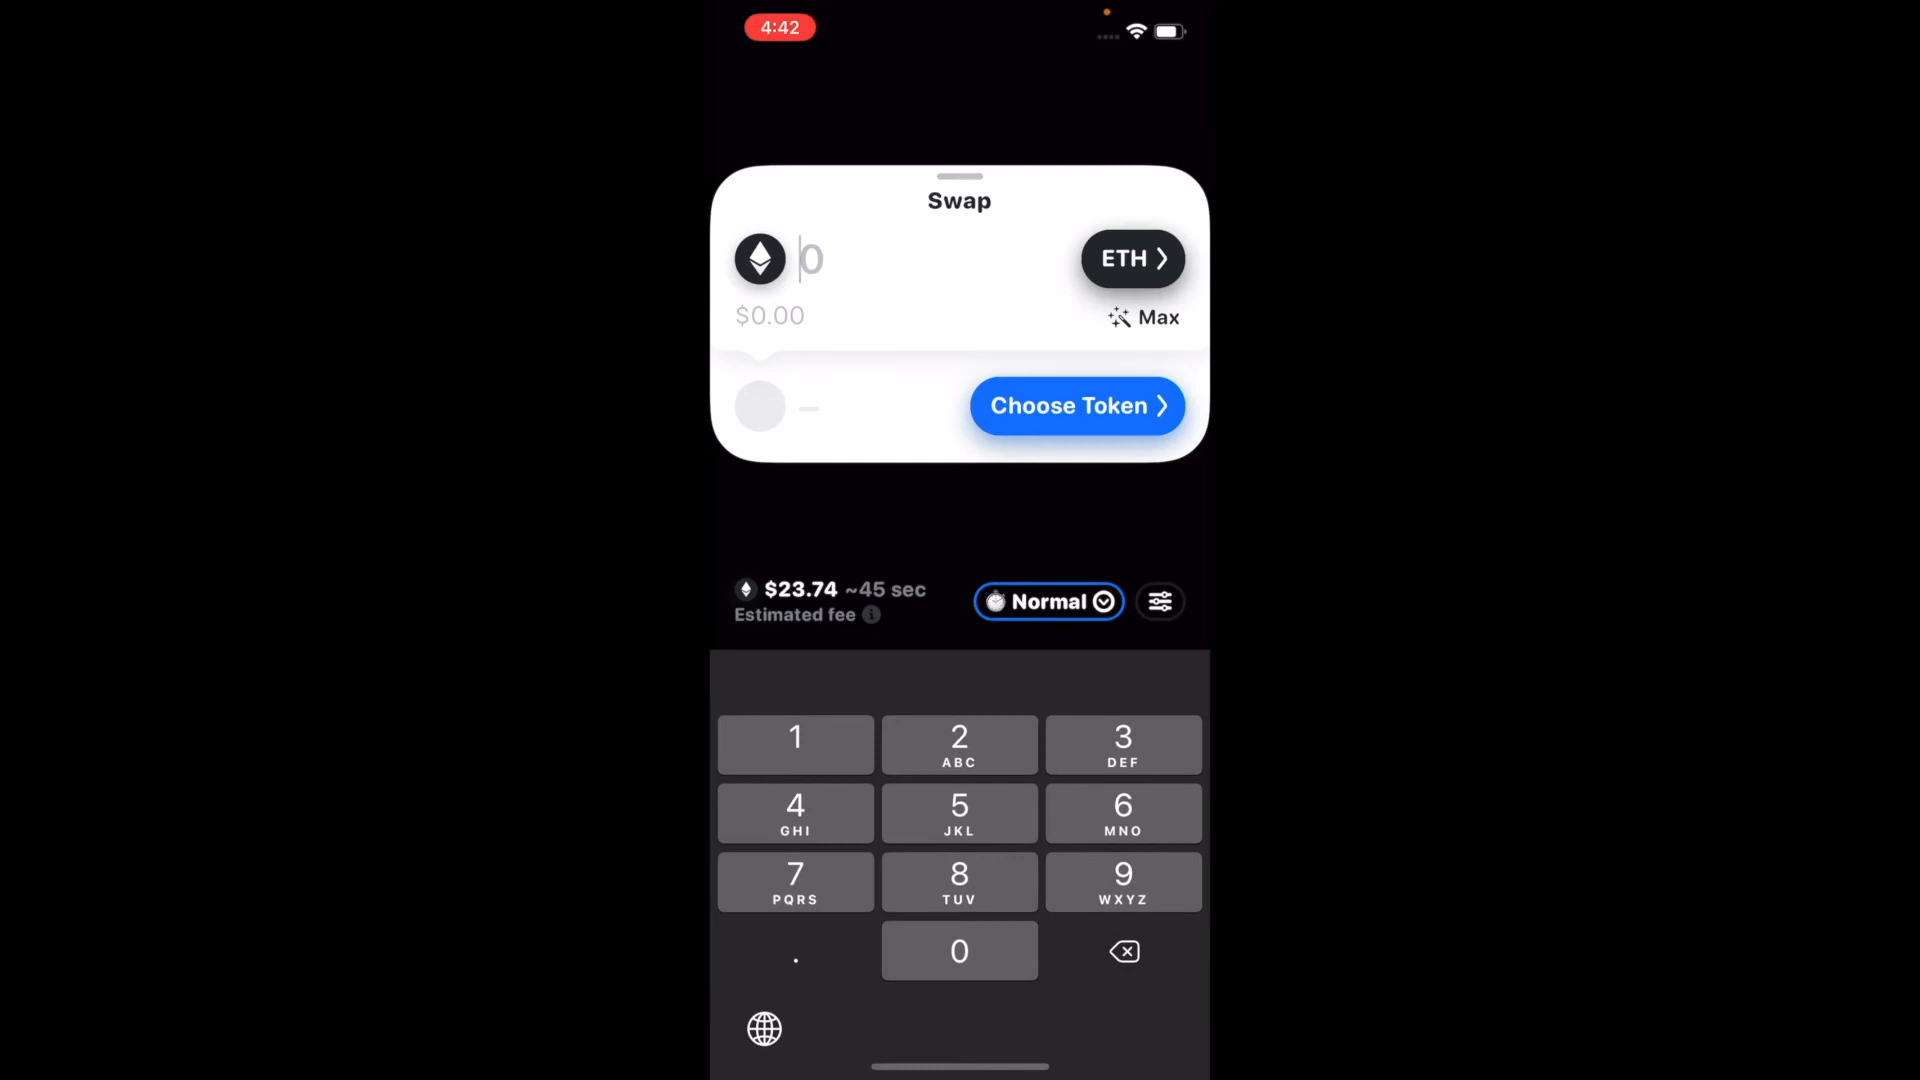 4:42
Swap
0
ETH
$0.00
Max
Choose Token
$23.74 ~45 sec
Estimated fee
Normal
1
2
ABC
3
DEF
4
GHI
5
JKL
6
MNO
7
PQRS
8
TUV
9
WXYZ
.
0